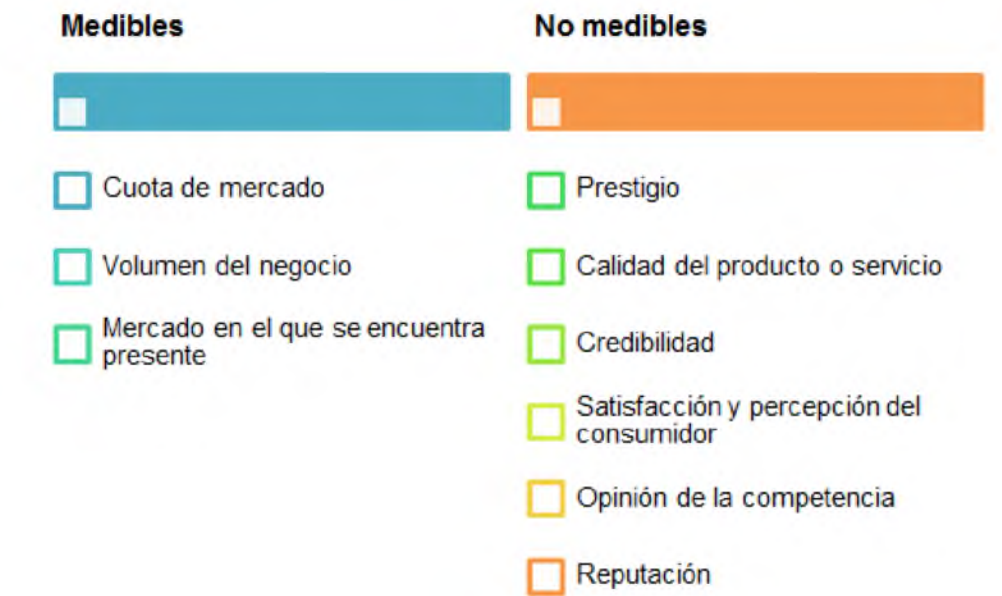 Medibles
No medibles
Cuota de mercado
Volumen del negocio
Mercado en el que se encuentra
presente
Prestigio
Calidad del producto o servicio
Credibilidad
Satisfacción y percepción del
consumidor
Opinión de la competencia
Reputación